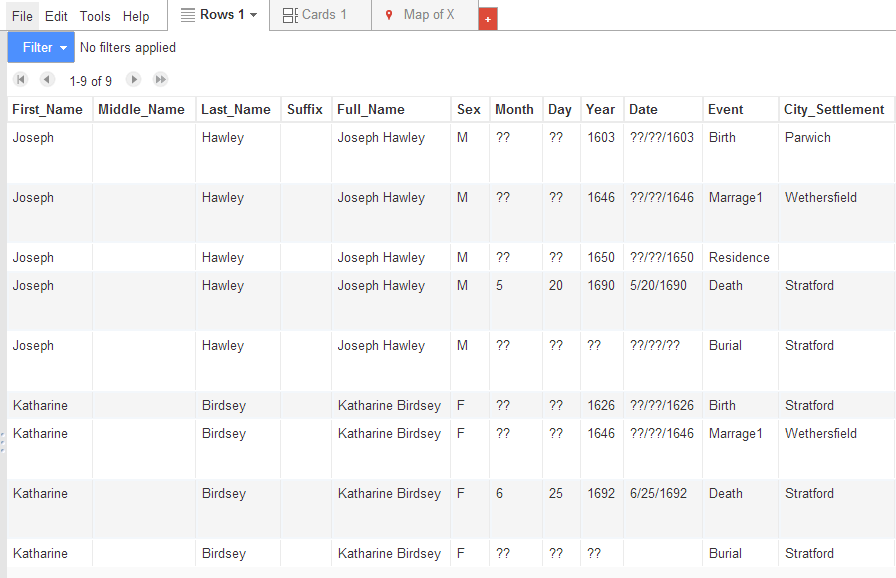 File Edit Tools Help Rows 1 Cards 1 Map of X +
Filter No filters applied
1-9 of 9
First_Name Middle_Name Last_Name Suffix Full_Name Sex Month Day Year Date Event City_Settlement
Joseph Hawley Joseph Hawley M ?? ?? 1603 ??/??/1603 Birth Parwich
Joseph Hawley Joseph Hawley M ?? ?? 1646 ??/??/1646 Marrage1 Wethersfield
Joseph Hawley Joseph Hawley M ?? ?? 1650 ??/??/1650 Residence
Joseph Hawley Joseph Hawley M 5 20 1690 5/20/1690 Death Stratford
Joseph Hawley Joseph Hawley M ?? ?? ?? ??/??/?? Burial Stratford
Katharine Birdsey Katharine Birdsey F ?? ?? 1626 ??/??/1626 Birth Stratford
Katharine Birdsey Katharine Birdsey F ?? ?? 1646 ??/??/1646 Marrage1 Wethersfield
Katharine Birdsey Katharine Birdsey F 6 25 1692 6/25/1692 Death Stratford
Katharine Birdsey Katharine Birdsey F ?? ?? ?? Burial Stratford